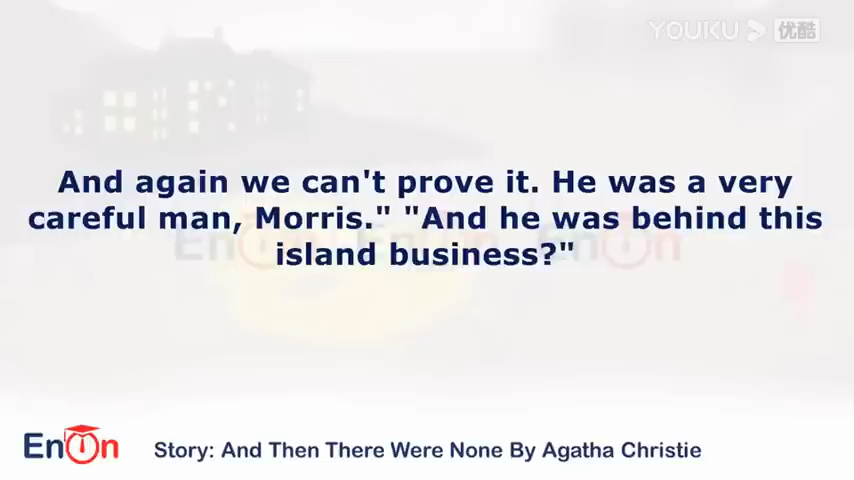 YOUKU 优酷
And again we can't prove it. He was a very
careful man, Morris." "And he was behind this
island business?"
EnOn
Story: And Then There Were None By Agatha Christie